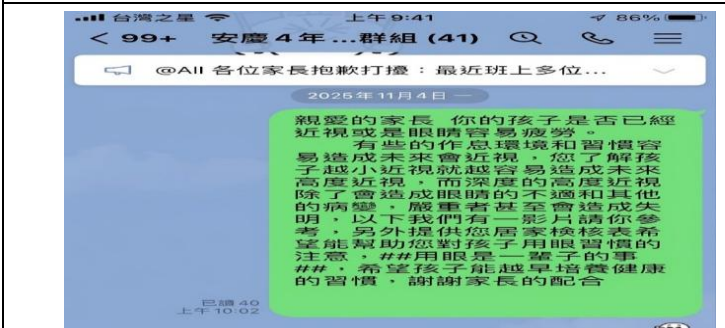 台灣之星
上午9:41
86%
< 99+ 安慶4年...群組 (41)
@All 各位家長抱歉打擾:最近班上多位...
2025年11月4日 一
親愛的家長 你的孩子是否已經
近視或是眼睛容易疲勞。
有些的作息環境和習慣容
易造成未來會近視,您了解孩
子越小近視就越容易造成未來
高度近視,而深度的高度近視
除了會造成眼睛的不適和其他
的病變,嚴重者甚至會造成失
明,以下我們有一影片請你參
考,另外提供您居家檢核表希
望能幫助您對孩子用眼習慣的
注意,##用眼是一輩子的事
##,希望孩子能越早培養健康
的習慣,謝謝家長的配合
已讀 40
上午 10:02